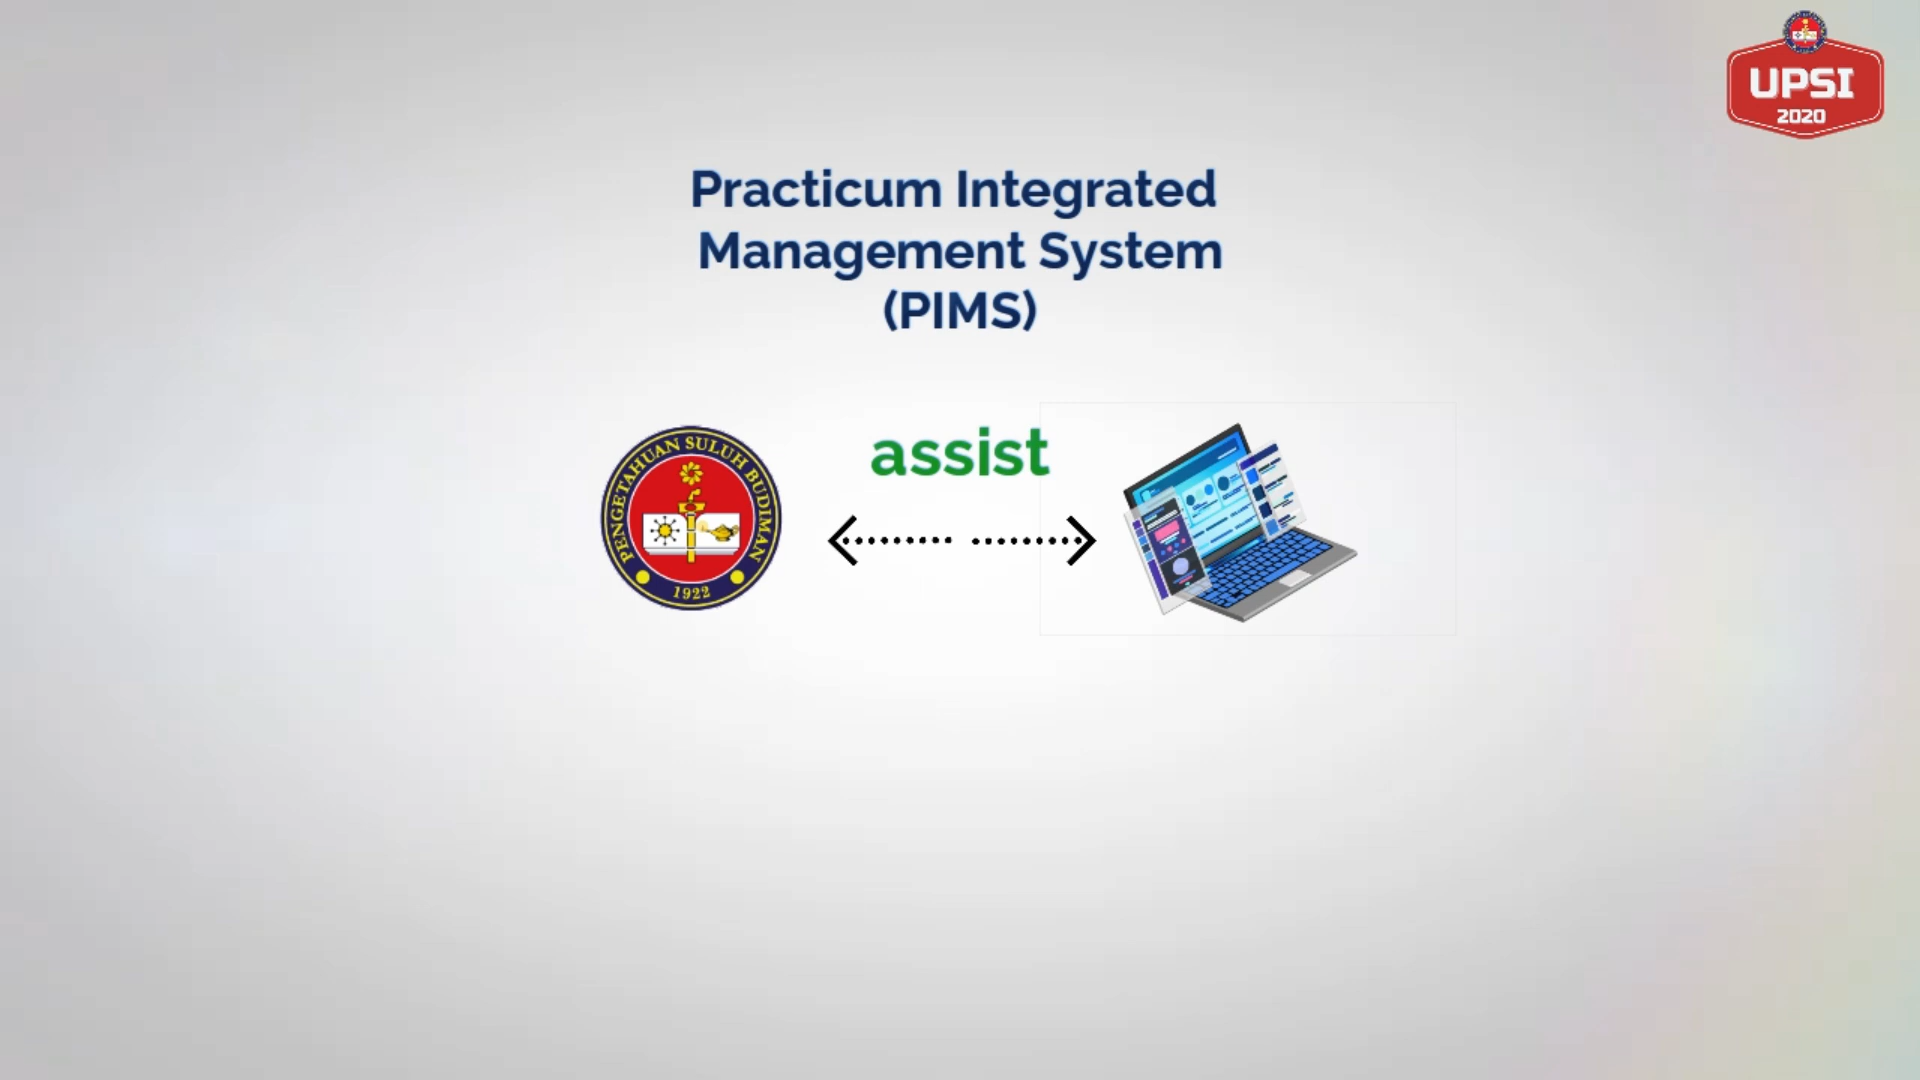 UPSI
2020
Practicum Integrated
Management System
(PIMS)
assist
PENGETAHUAN SULUH BUDIMAN
1922